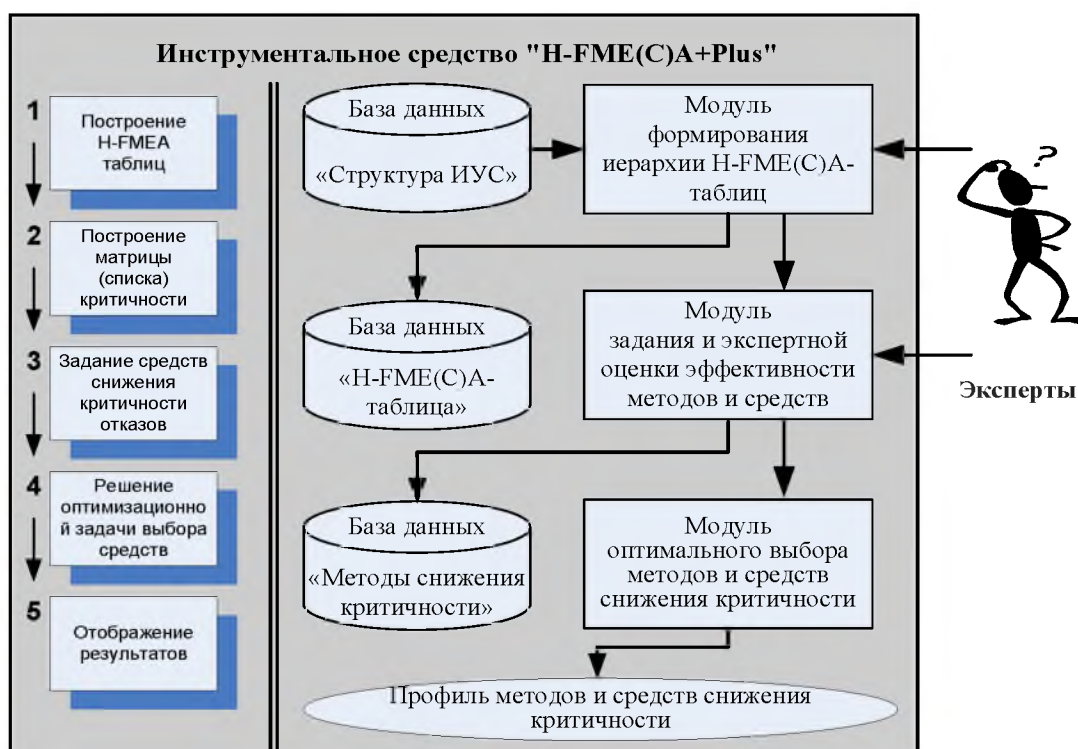 Инструментальное средство "H-FME(C)A+Plus"
1
Построение
H-FMEA
таблиц
2
Построение
матрицы
(списка)
критичности
3
Задание средств
снижения
критичности
отказов
4
Решение
оптимизационно
й задачи выбора
средств
5
Отображение
результатов
База данных
«Структура ИУС»
Модуль
формирования
иерархии H-FME(C)A-
таблиц
База данных
«H-FME(C)A-
таблица»
Модуль
задания и экспертной
оценки эффективности
методов и средств
База данных
«Методы снижения
критичности»
Модуль
оптимального выбора
методов и средств
снижения критичности
Профиль методов и средств снижения
критичности
?
Эксперты